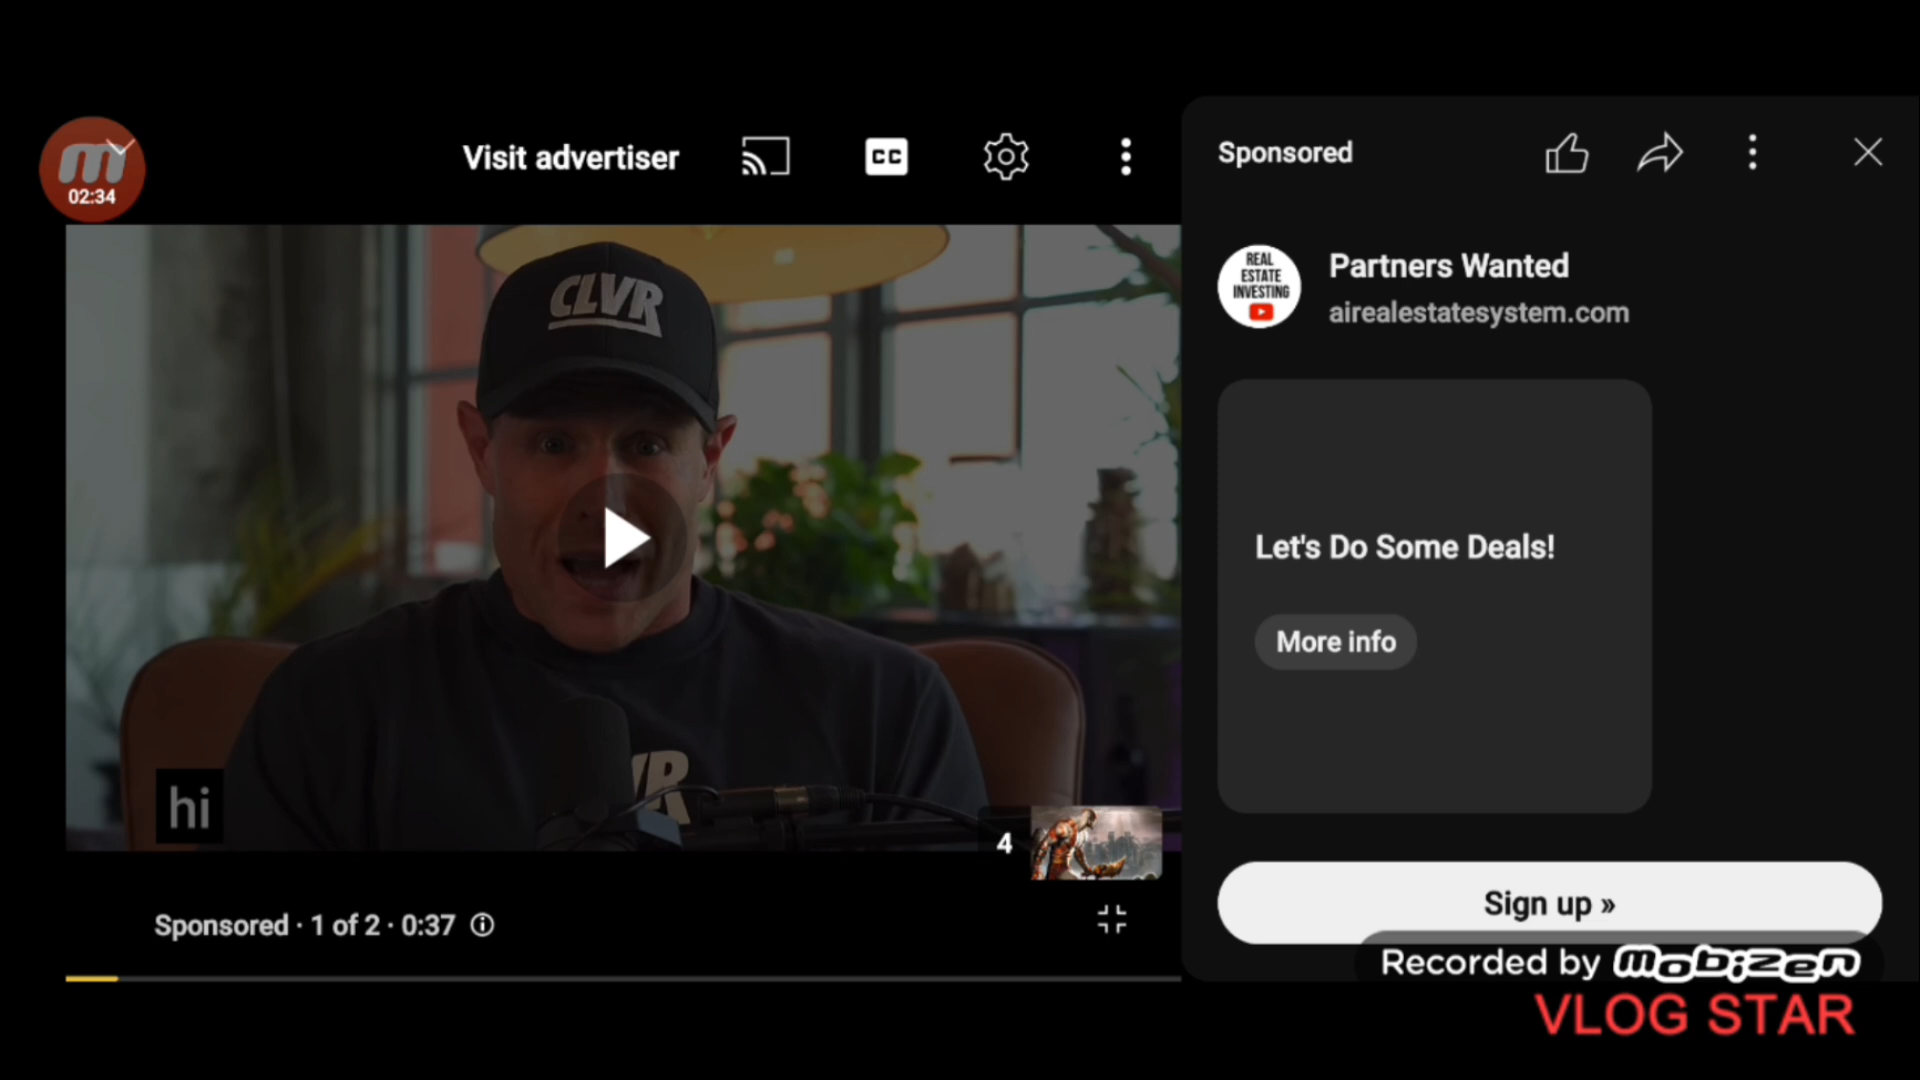 02:34
Visit advertiser
CC
Sponsored
REAL
ESTATE
INVESTING
Partners Wanted
airealestatesystem.com
CLVR
Let's Do Some Deals!
More info
VR
hi
4
Sponsored · 1 of 2 · 0:37
Sign up »
Recorded by mobizen
VLOG STAR